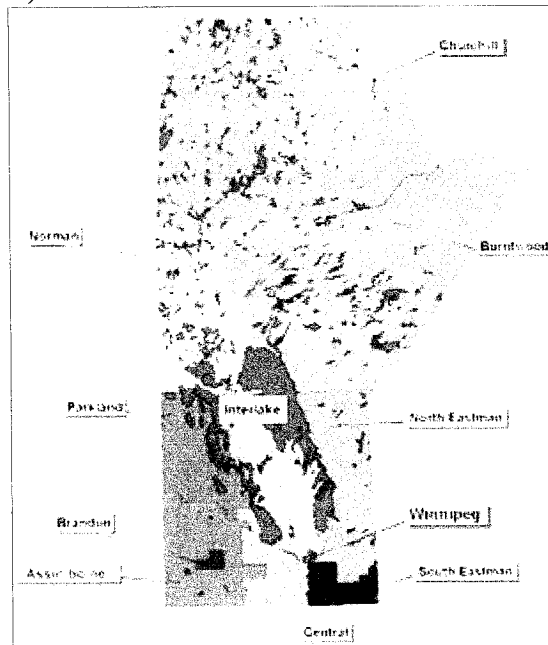 Churchill
Norman
Burntwood
Parkland
Interlake
North Eastman
Winnipeg
Brandon
Assiniboine
South Eastman
Central